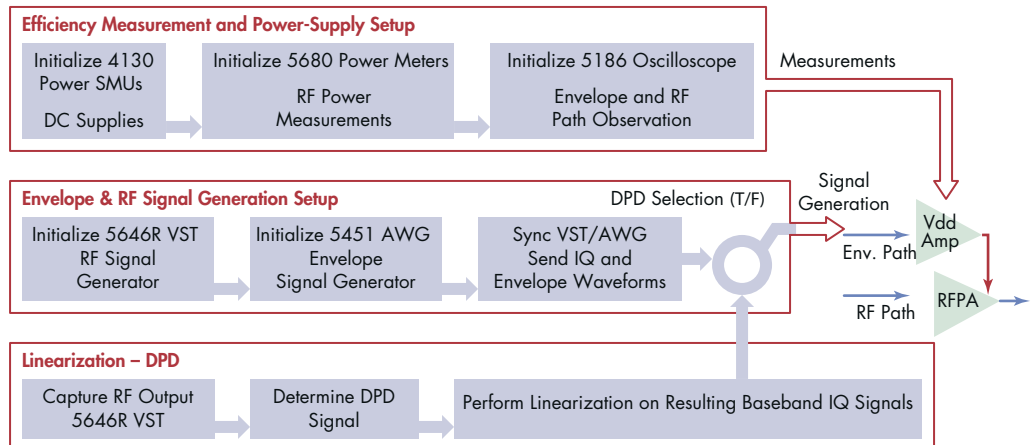 Efficiency Measurement and Power-Supply Setup
Initialize 4130
Power SMUs
DC Supplies
Initialize 5680 Power Meters
RF Power
Measurements
Initialize 5186 Oscilloscope
Envelope and RF
Path Observation
Measurements
Envelope & RF Signal Generation Setup
DPD Selection (T/F)
Initialize 5646R VST
RF Signal
Generator
Initialize 5451 AWG
Envelope
Signal Generator
Sync VST/AWG
Send IQ and
Envelope Waveforms
Signal
Generation
Env. Path
Vdd
Amp
RF Path
RFPA
Linearization – DPD
Capture RF Output
5646R VST
Determine DPD
Signal
Perform Linearization on Resulting Baseband IQ Signals